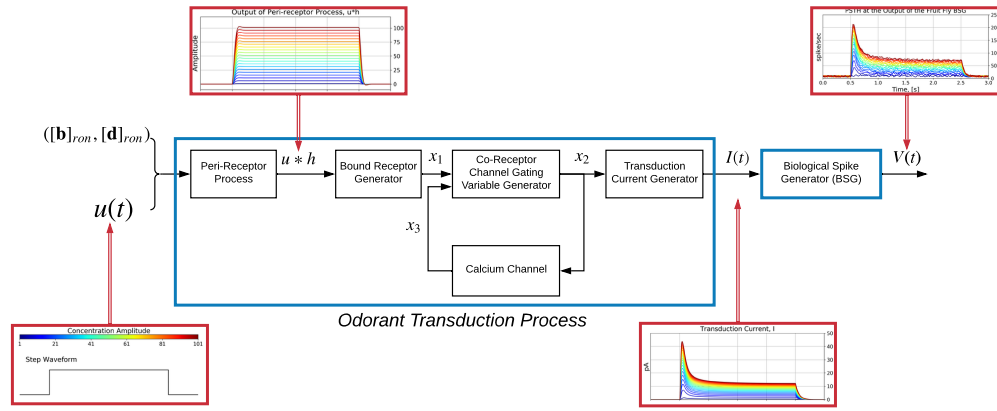 Output of Peri-receptor Process, u*h
Amplitude
100
80
60
40
20
0
PSTH at the Output of the Fruit Fly BSG
spike/sec
250
200
150
100
50
0
0.0 0.5 1.0 1.5 2.0 2.5 3.0
Time, [s]
([b]ron, [d]ron)
u(t)
Peri-Receptor
Process
u * h
Bound Receptor
Generator
x1
Co-Receptor
Channel Gating
Variable Generator
x2
Transduction
Current Generator
I(t)
Biological Spike
Generator (BSG)
V(t)
x3
Calcium Channel
Odorant Transduction Process
Concentration Amplitude
1 21 41 61 81 101
Step Waveform
Transduction Current, I
pA
50
40
30
20
10
0